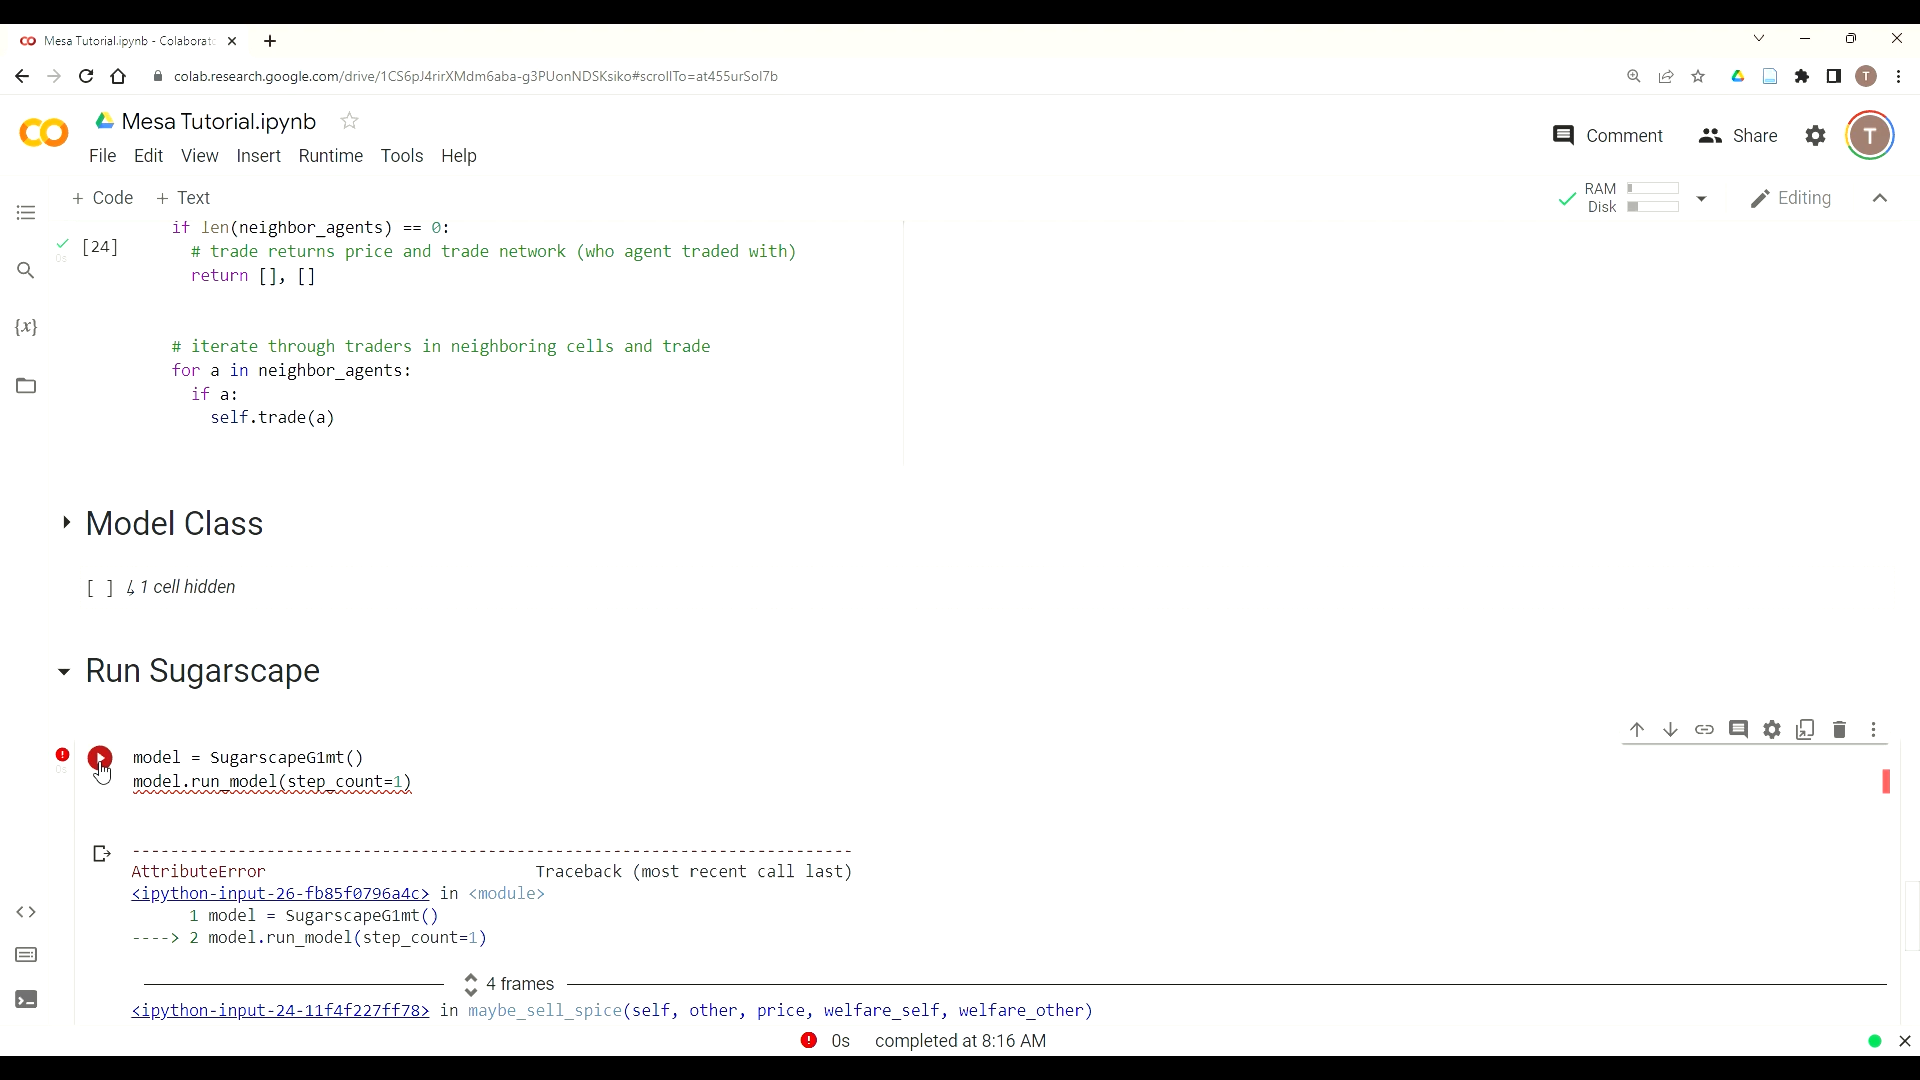 Mesa Tutorial.ipynb - Colaborato
colab.research.google.com/drive/1CS6pJ4rirXMdm6aba-g3PUonNDSKsiko#scrollTo=at455urSol7b
T
CO
Mesa Tutorial.ipynb
Comment
Share
T
File Edit View Insert Runtime Tools Help
+ Code + Text
RAM
Disk
Editing
if len(neighbor_agents) == 0:
[24]
0s
# trade returns price and trade network (who agent traded with)
return [], []
{x}
# iterate through traders in neighboring cells and trade
for a in neighbor_agents:
if a:
self.trade(a)
Model Class
[ ] ↳ 1 cell hidden
Run Sugarscape
0s
model = SugarscapeG1mt()
model.run_model(step_count=1)
---------------------------------------------------------------------------
AttributeError Traceback (most recent call last)
<ipython-input-26-fb85f0796a4c> in <module>
1 model = SugarscapeG1mt()
----> 2 model.run_model(step_count=1)
4 frames
<ipython-input-24-11f4f227ff78> in maybe_sell_spice(self, other, price, welfare_self, welfare_other)
0s completed at 8:16 AM